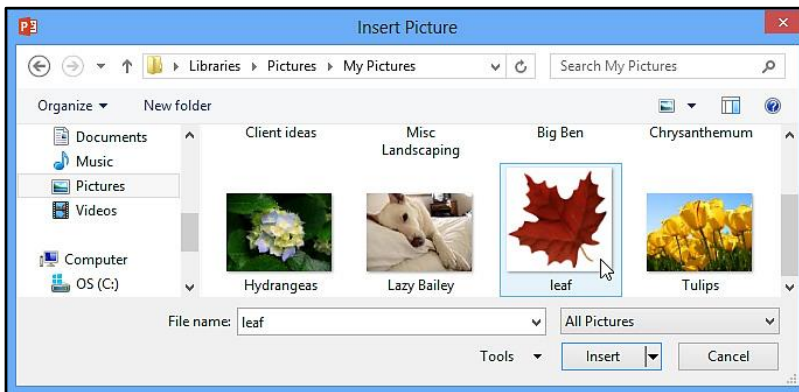 Insert Picture
Libraries Pictures My Pictures
Search My Pictures
Organize New folder
Documents
Music
Pictures
Videos
Computer
OS (C:)
Client ideas Misc Landscaping Big Ben Chrysanthemum
Hydrangeas Lazy Bailey leaf Tulips
File name: leaf All Pictures
Tools Insert Cancel